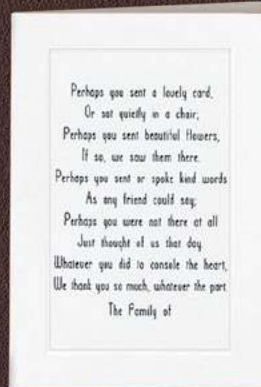 Perhaps you sent a lovely card,
Or sat quietly in a chair;
Perhaps you sent beautiful flowers,
If so, we saw them there.
Perhaps you sent or spoke kind words
As any friend could say;
Perhaps you were not there at all
Just thought of us that day.
Whatever you did to console the heart,
We thank you so much, whatever the part.
The Family of